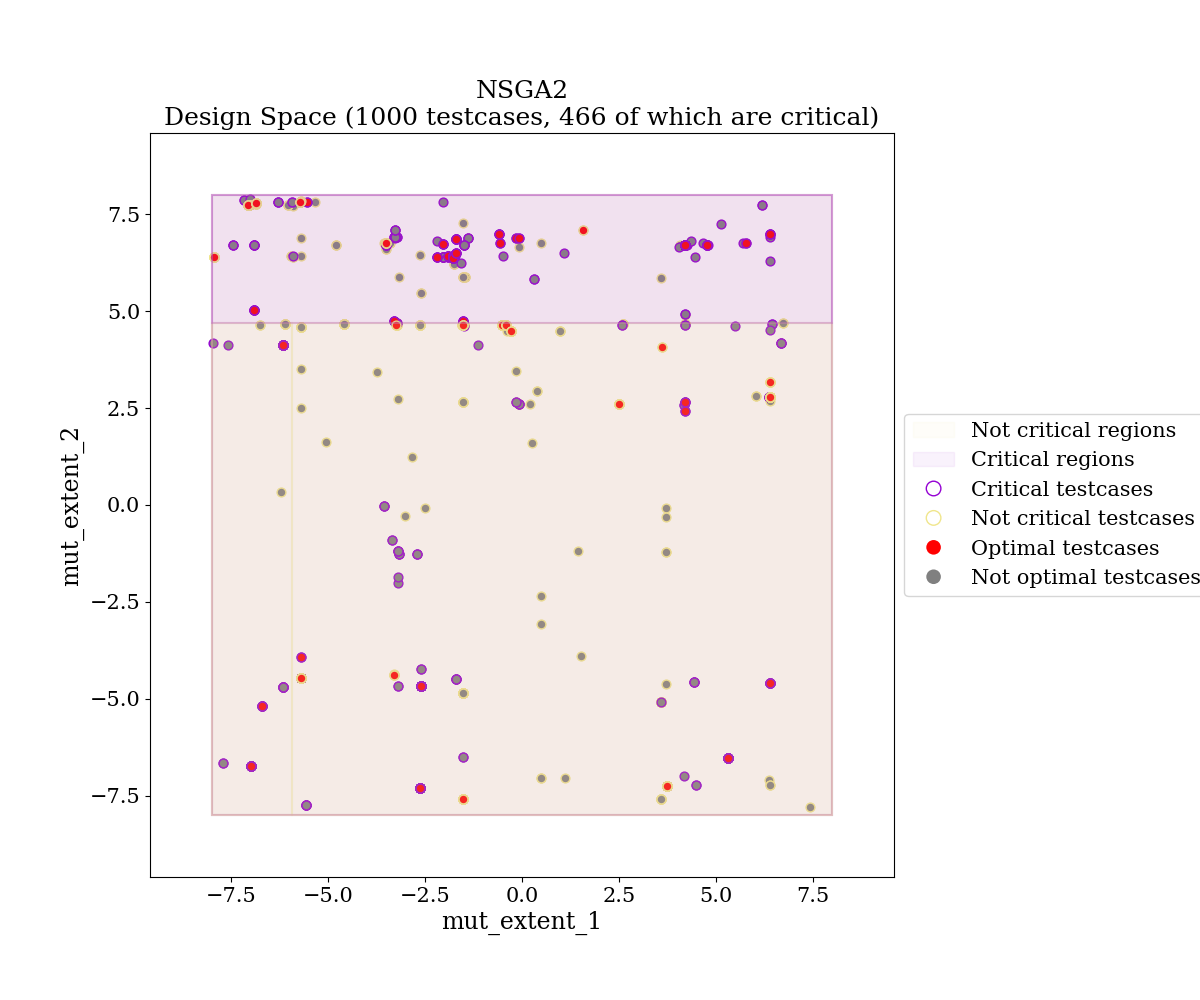 NSGA2
Design Space (1000 testcases, 466 of which are critical)
mut_extent_2
7.5
5.0
2.5
0.0
−2.5
−5.0
−7.5
−7.5
−5.0
−2.5
0.0
2.5
5.0
7.5
mut_extent_1
Not critical regions
Critical regions
Critical testcases
Not critical testcases
Optimal testcases
Not optimal testcases